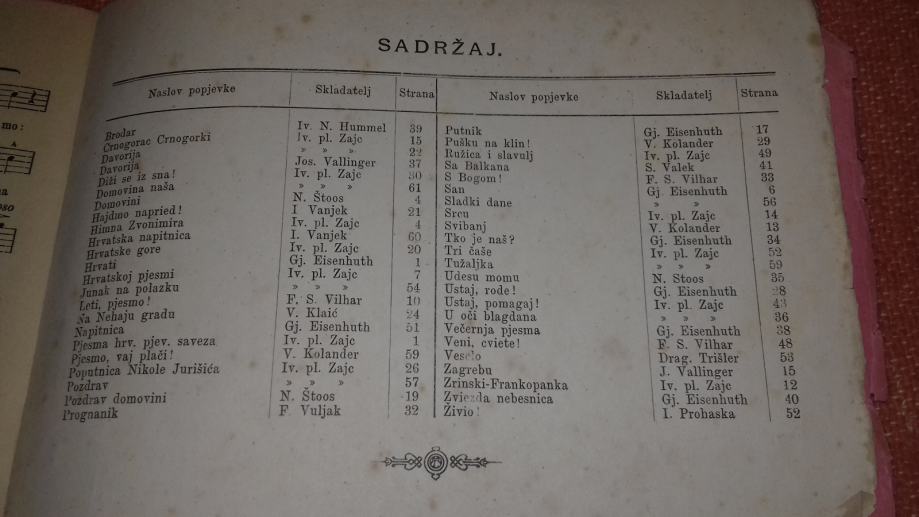 mo:
SADRŽAJ.
Naslov popjevke Skladatelj Strana
Brodar Iv. N. Hummel 39
Crnogorac Crnogorki Iv. pl. Zajc 15
Davorija » » » 22
Davorija Jos. Vallinger 37
Diži se iz sna! Iv. pl. Zajc 30
Domovina naša » » » 61
Domovini N. Štoos 4
Hajdmo napried! I Vanjek 21
Himna Zvonimira Iv. pl. Zajc 4
Hrvatska napitnica I. Vanjek 60
Hrvatske gore Iv. pl. Zajc 20
Hrvati Gj. Eisenhuth 1
Hrvatskoj pjesmi Iv. pl. Zajc 7
Junak na polazku » » » 54
Leti, pjesmo! F. S. Vilhar 10
Na Nehaju gradu V. Klaić 24
Napitnica Gj. Eisenhuth 51
Pjesma hrv. pjev. saveza Iv. pl. Zajc 1
Pjesmo, vaj plači! V. Kolander 59
Poputnica Nikole Jurišića Iv. pl. Zajc 26
Pozdrav » » » 57
Pozdrav domovini N. Štoos 19
Prognanik F. Vuljak 32
Naslov popjevke Skladatelj Strana
Putnik Gj. Eisenhuth 17
Pušku na klin! V. Kolander 29
Ružica i slavulj Iv. pl. Zajc 49
Sa Balkana S. Valek 41
S Bogom! F. S. Vilhar 33
San Gj. Eisenhuth 6
Sladki dane » » 56
Srcu Iv. pl. Zajc 14
Svibanj V. Kolander 13
Tko je naš? Gj. Eisenhuth 34
Tri čaše Iv. pl. Zajc 52
Tužaljka » » » 59
Udesu momu N. Stoos 35
Ustaj, rode! Gj. Eisenhuth 28
Ustaj, pomagaj! Iv. pl. Zajc 43
U oči blagdana » » » 36
Večernja pjesma Gj. Eisenhuth 38
Veni, cviete! F. S. Vilhar 48
Veselo Drag. Trišler 53
Zagrebu J. Vallinger 15
Zrinski-Frankopanka Iv. pl. Zajc 12
Zviezda nebesnica Gj. Eisenhuth 40
Živio! I. Prohaska 52